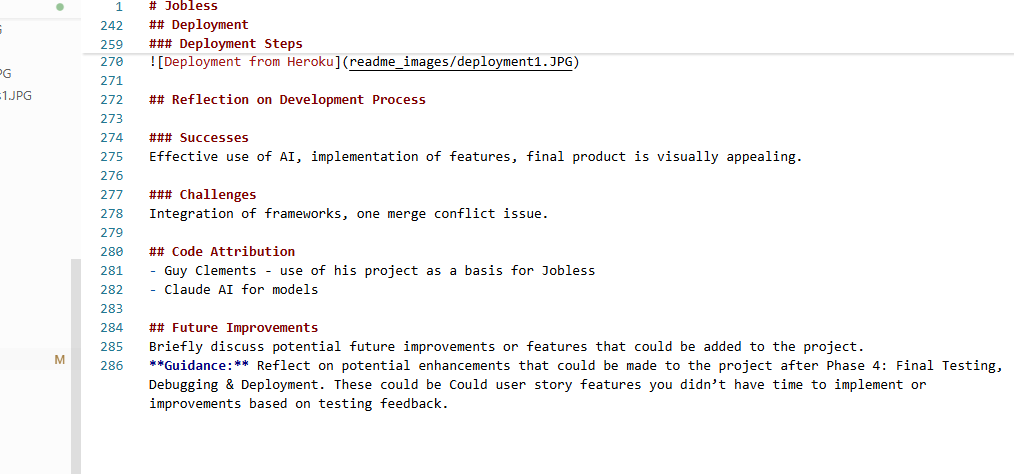 1 # Jobless
242 ## Deployment
259 ### Deployment Steps
270 ![Deployment from Heroku](readme_images/deployment1.JPG)
PG
271
s1.JPG
272 ## Reflection on Development Process
273
274 ### Successes
275 Effective use of AI, implementation of features, final product is visually appealing.
276
277 ### Challenges
278 Integration of frameworks, one merge conflict issue.
279
280 ## Code Attribution
281 - Guy Clements - use of his project as a basis for Jobless
282 - Claude AI for models
283
284 ## Future Improvements
285 Briefly discuss potential future improvements or features that could be added to the project.
M
286 **Guidance:** Reflect on potential enhancements that could be made to the project after Phase 4: Final Testing,
Debugging & Deployment. These could be Could user story features you didn’t have time to implement or
improvements based on testing feedback.